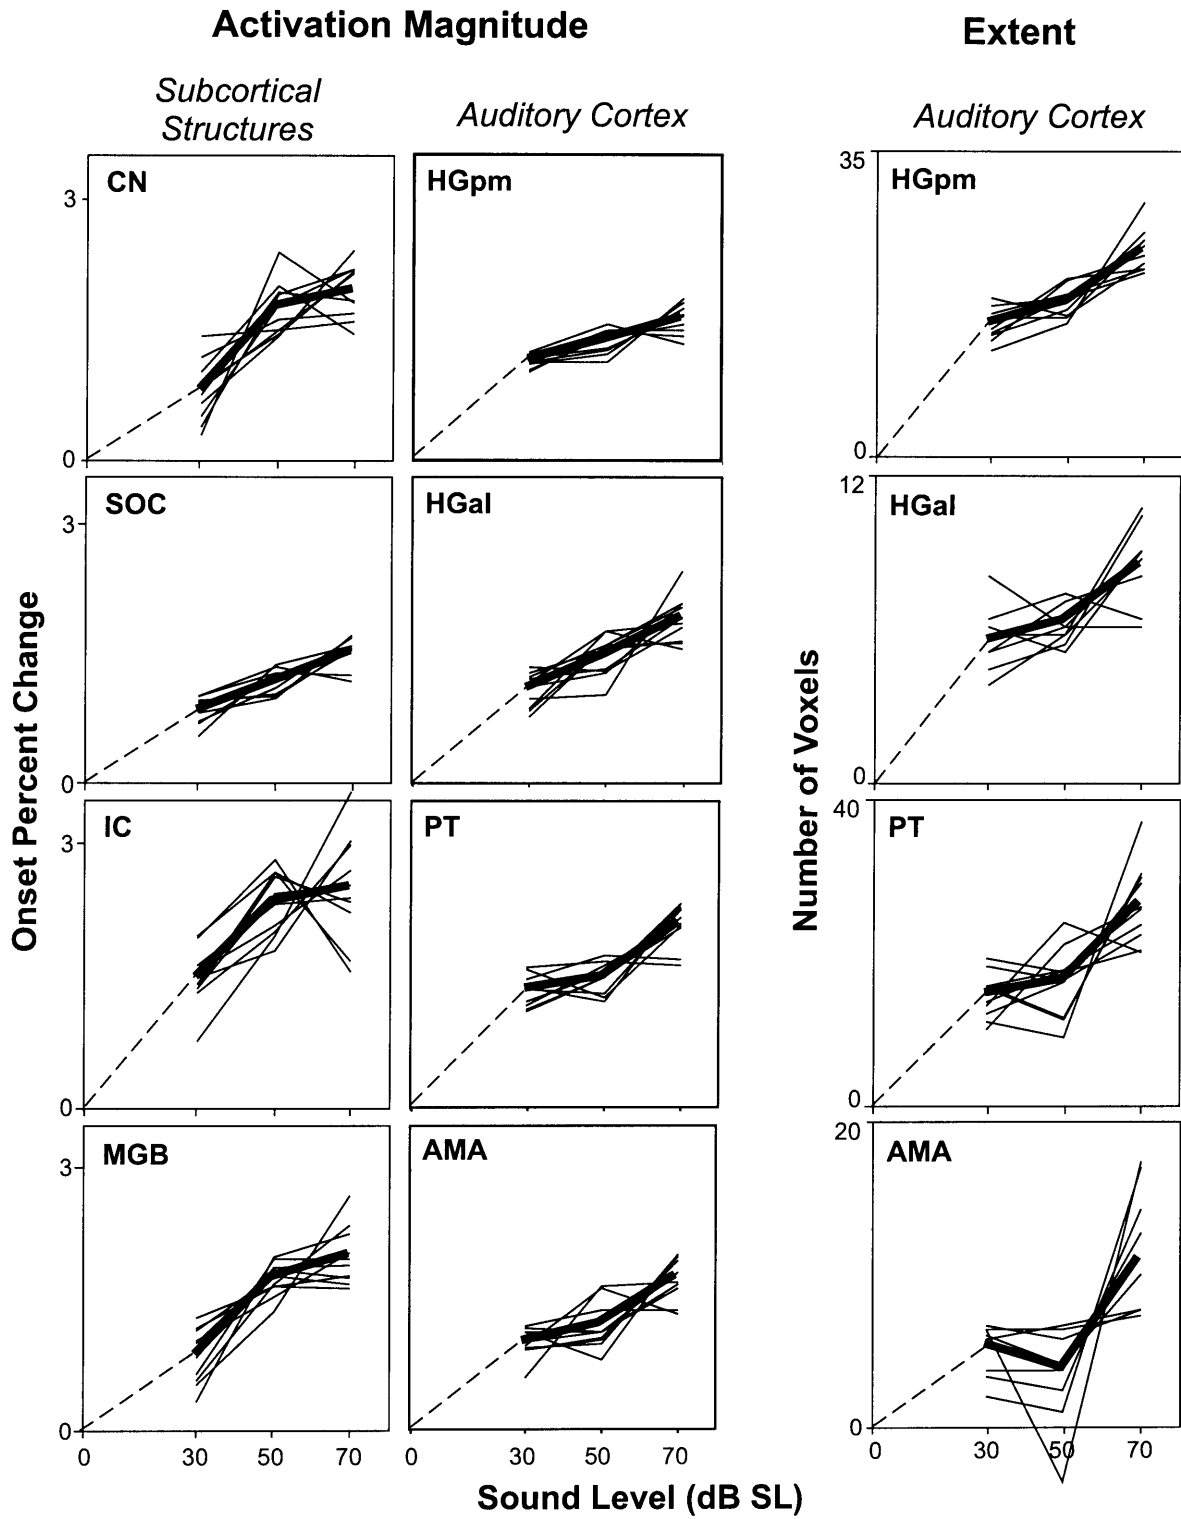 Activation Magnitude
Extent
Subcortical
Structures
Auditory Cortex
Auditory Cortex
Onset Percent Change
Number of Voxels
CN
3
0
HGpm
HGpm
35
0
SOC
3
0
HGal
HGal
12
0
IC
3
0
PT
PT
40
0
MGB
3
0
AMA
AMA
20
0
0 30 50 70
0 30 50 70
0 30 50 70
Sound Level (dB SL)